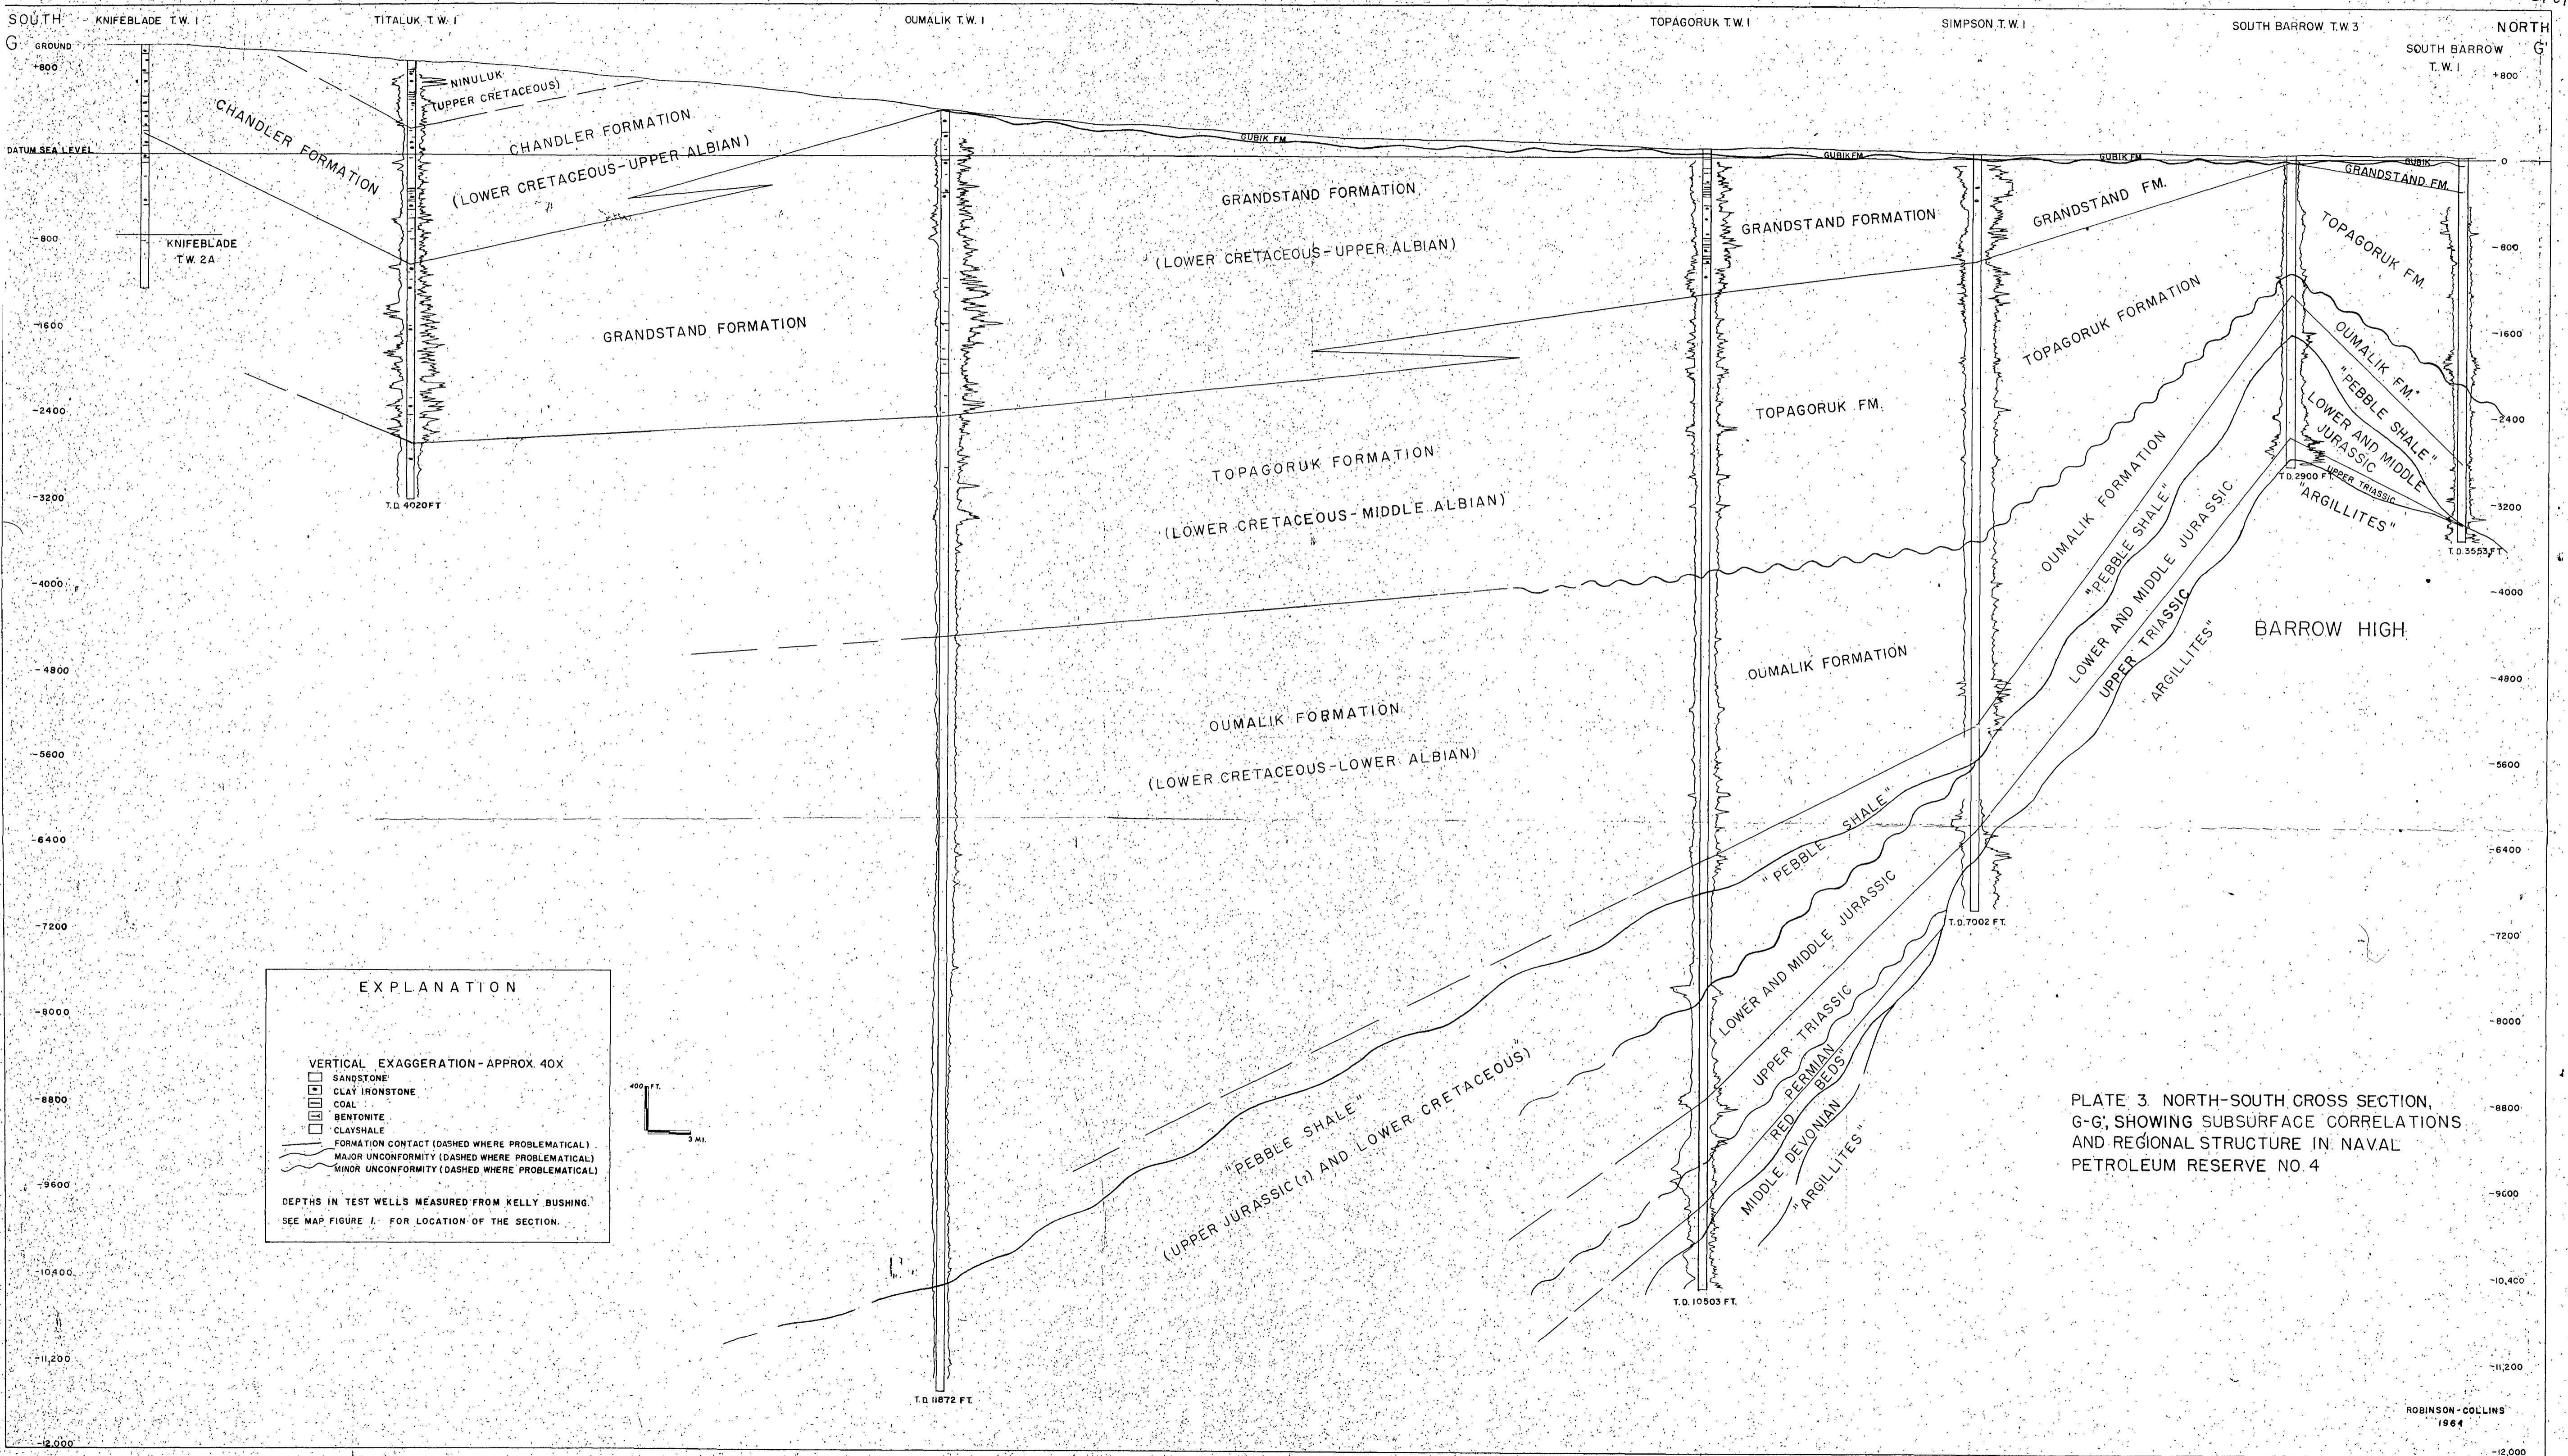 SOUTH
KNIFEBLADE T.W. 1
TITALUK T.W. 1
OUMALIK T.W. 1
TOPAGORUK T.W. 1
SIMPSON T.W. 1
SOUTH BARROW T.W. 3
NORTH
G
GROUND
SOUTH BARROW
T.W. 1
G'
+800
DATUM SEA LEVEL
-800
-1600
-2400
-3200
-4000
-4800
-5600
-6400
-7200
-8000
-8800
-9600
-10,400
-11,200
-12,000
KNIFEBLADE
T.W. 2A
CHANDLER FORMATION
NINULUK
(UPPER CRETACEOUS)
CHANDLER FORMATION
(LOWER CRETACEOUS-UPPER ALBIAN)
GRANDSTAND FORMATION
T.D. 4020 FT
GUBIK FM.
GRANDSTAND FORMATION
(LOWER CRETACEOUS-UPPER ALBIAN)
TOPAGORUK FORMATION
(LOWER CRETACEOUS-MIDDLE ALBIAN)
OUMALIK FORMATION
(LOWER CRETACEOUS-LOWER ALBIAN)
"PEBBLE SHALE"
(UPPER JURASSIC (?) AND LOWER CRETACEOUS)
T.D. 11872 FT.
GUBIK FM.
GRANDSTAND FORMATION
TOPAGORUK FM.
OUMALIK FORMATION
"PEBBLE SHALE"
LOWER AND MIDDLE JURASSIC
UPPER TRIASSIC
PERMIAN
"RED BEDS"
MIDDLE DEVONIAN
"ARGILLITES"
T.D. 10503 FT.
T.D. 7002 FT.
GUBIK FM
GRANDSTAND FM.
TOPAGORUK FORMATION
OUMALIK FORMATION
"PEBBLE SHALE"
LOWER AND MIDDLE JURASSIC
UPPER TRIASSIC
ARGILLITES"
BARROW HIGH
GUBIK
GRANDSTAND FM.
TOPAGORUK FM.
OUMALIK FM.
"PEBBLE SHALE"
LOWER AND MIDDLE
JURASSIC
UPPER TRIASSIC
T.D. 2900 FT.
"ARGILLITES"
T.D. 3553 FT.
+800
0
-800
-1600
-2400
-3200
-4000
-4800
-5600
-6400
-7200
-8000
-8800
-9600
-10,400
-11,200
-12,000
EXPLANATION
VERTICAL EXAGGERATION - APPROX. 40X
SANDSTONE
CLAY IRONSTONE
COAL
BENTONITE
CLAYSHALE
FORMATION CONTACT (DASHED WHERE PROBLEMATICAL)
MAJOR UNCONFORMITY (DASHED WHERE PROBLEMATICAL)
MINOR UNCONFORMITY (DASHED WHERE PROBLEMATICAL)
DEPTHS IN TEST WELLS MEASURED FROM KELLY BUSHING.
SEE MAP FIGURE 1. FOR LOCATION OF THE SECTION.
400 FT.
3 MI.
PLATE 3. NORTH-SOUTH CROSS SECTION,
G-G', SHOWING SUBSURFACE CORRELATIONS
AND REGIONAL STRUCTURE IN NAVAL
PETROLEUM RESERVE NO. 4
ROBINSON-COLLINS
1964